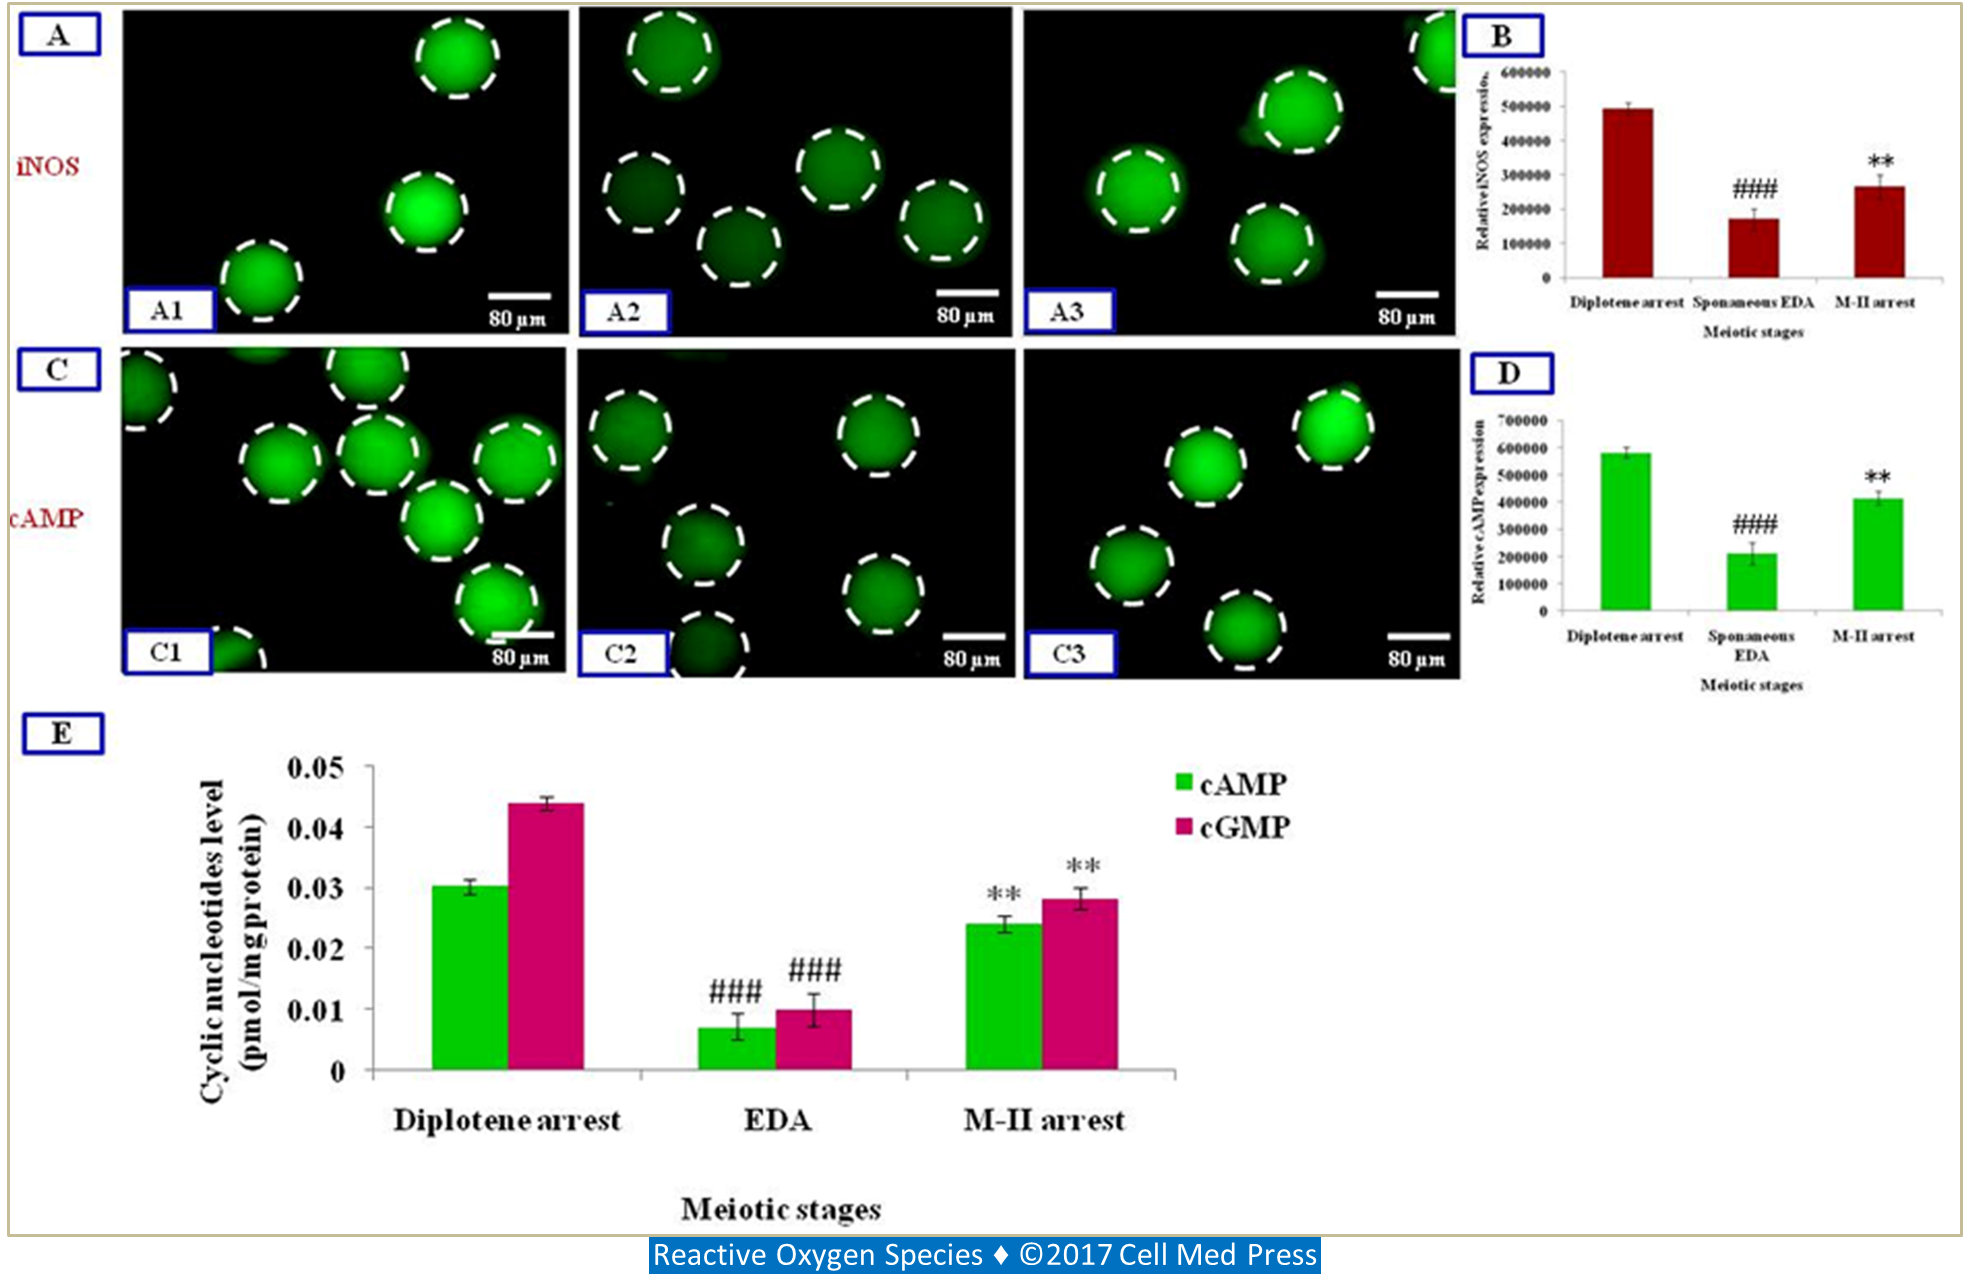 A
iNOS
A1
80 µm
A2
80 µm
A3
80 µm
B
Relative iNOS expression
600000
500000
400000
300000
200000
100000
0
###
**
Diplotene arrest
Sponaneous EDA
M-II arrest
Meiotic stages
C
cAMP
C1
80 µm
C2
80 µm
C3
80 µm
D
Relative cAMP expression
700000
600000
500000
400000
300000
200000
100000
0
###
**
Diplotene arrest
Sponaneous
EDA
M-II arrest
Meiotic stages
E
Cyclic nucleotides level
(pmol/mg protein)
0.05
0.04
0.03
0.02
0.01
0
###
###
**
**
cAMP
cGMP
Diplotene arrest
EDA
M-II arrest
Meiotic stages
Reactive Oxygen Species ♦ ©2017 Cell Med Press